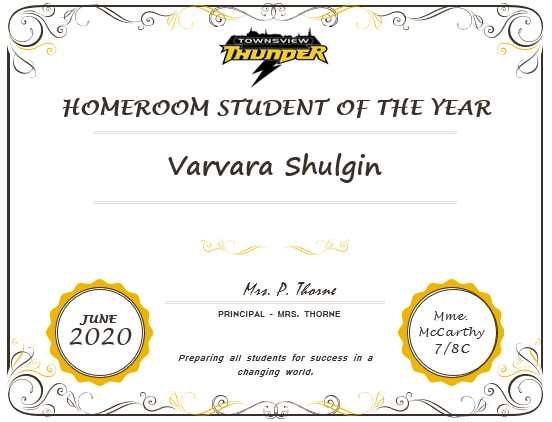 TOWNSVIEW
THUNDER
HOMEROOM STUDENT OF THE YEAR
Varvara Shulgin
Mrs. P. Thorne
PRINCIPAL - MRS. THORNE
JUNE
2020
Mme.
McCarthy
7/8C
Preparing all students for success in a
changing world.